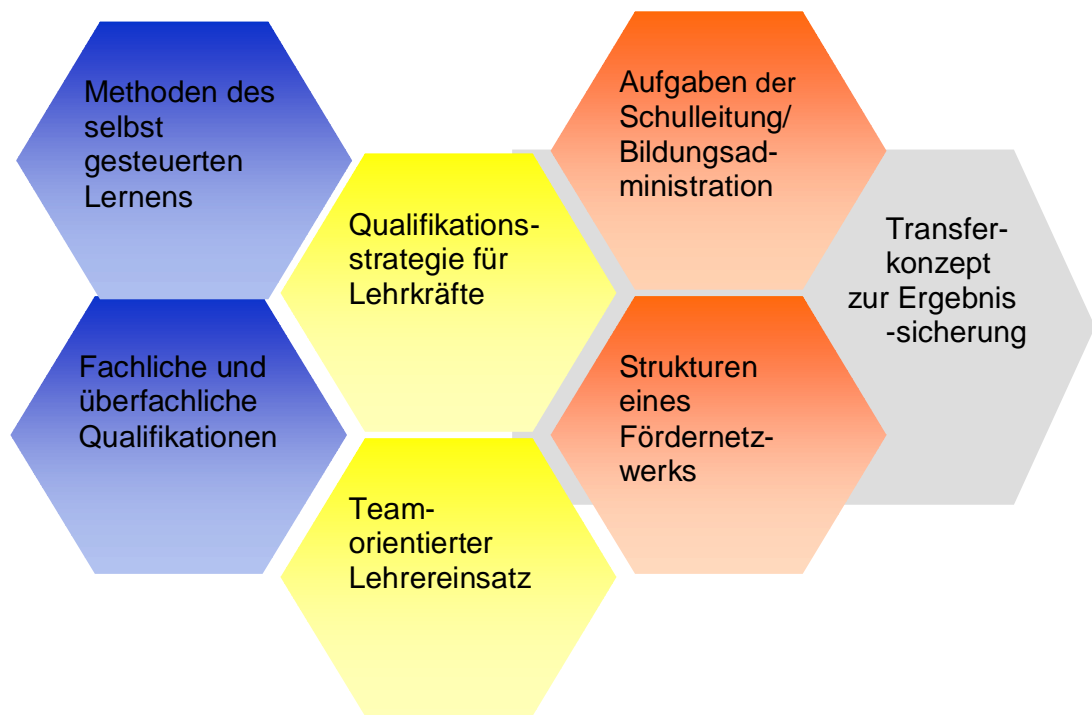 Methoden des
selbst
gesteuerten
Lernens
Fachliche und
überfachliche
Qualifikationen
Qualifikations-
strategie für
Lehrkräfte
Team-
orientierter
Lehrereinsatz
Aufgaben der
Schulleitung/
Bildungsad-
ministration
Strukturen
eines
Fördernetz-
werks
Transfer-
konzept
zur Ergebnis
-sicherung